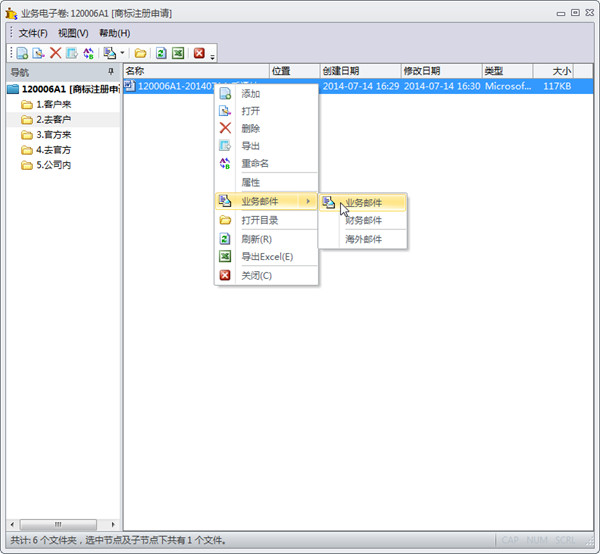 业务电子卷: 120006A1 [商标注册申请]
文件(F) 视图(V) 帮助(H)
导航
120006A1 [商标注册申
1.客户来
2.去客户
3.官方来
4.去官方
5.公司内
名称 位置 创建日期 修改日期 类型 大小
120006A1-201407 2014-07-14 16:29 2014-07-14 16:30 Microsof... 117KB
添加
打开
删除
导出
重命名
属性
业务邮件
打开目录
刷新(R)
导出Excel(E)
关闭(C)
业务邮件
财务邮件
海外邮件
共计: 6 个文件夹，选中节点及子节点下共有 1 个文件。
CAP NUM SCRL